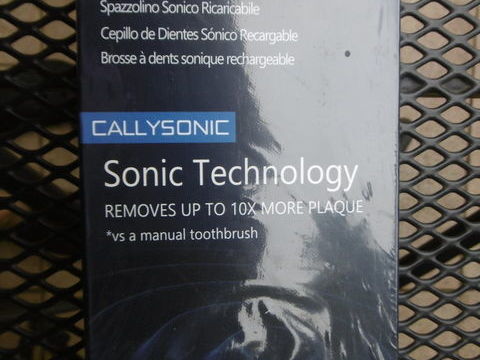 Spazzolino Sonico Ricaricabile
Cepillo de Dientes Sónico Recargable
Brosse à dents sonique rechargeable
CALLYSONIC
Sonic Technology
REMOVES UP TO 10X MORE PLAQUE
*vs a manual toothbrush